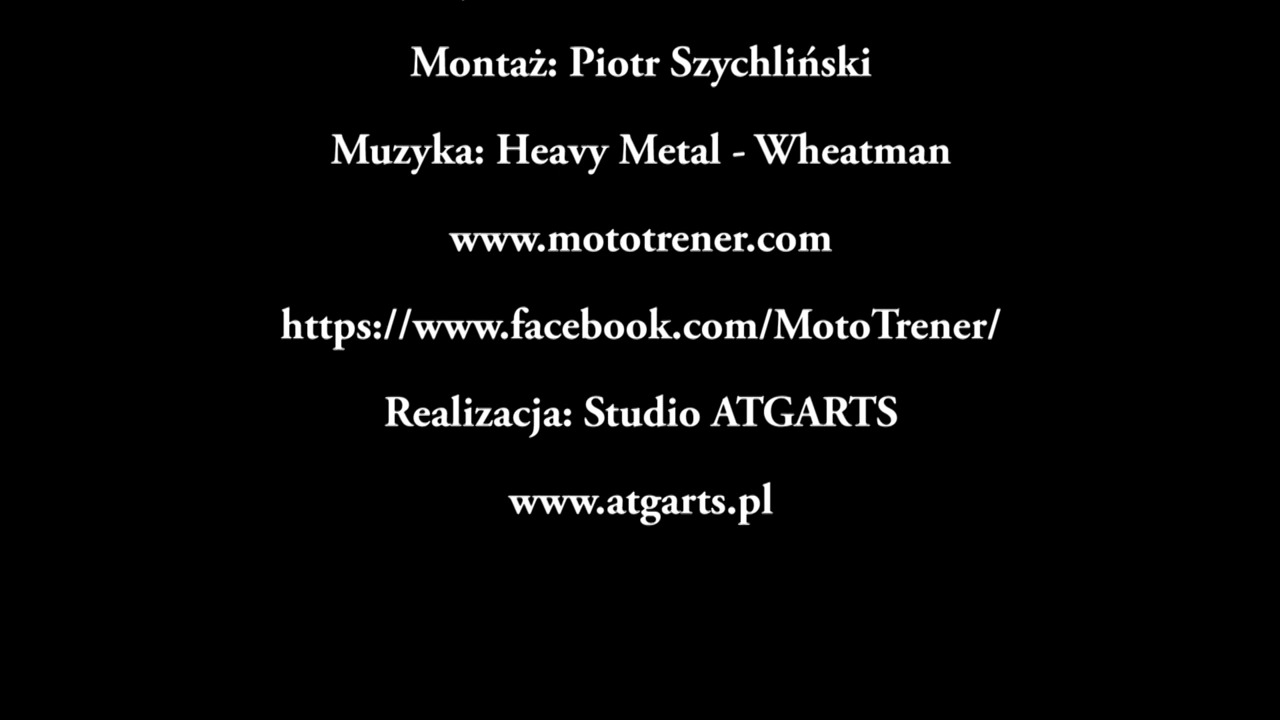 Montaż: Piotr Szychliński
Muzyka: Heavy Metal - Wheatman
www.mototrener.com
https://www.facebook.com/MotoTrener/
Realizacja: Studio ATGARTS
www.atgarts.pl